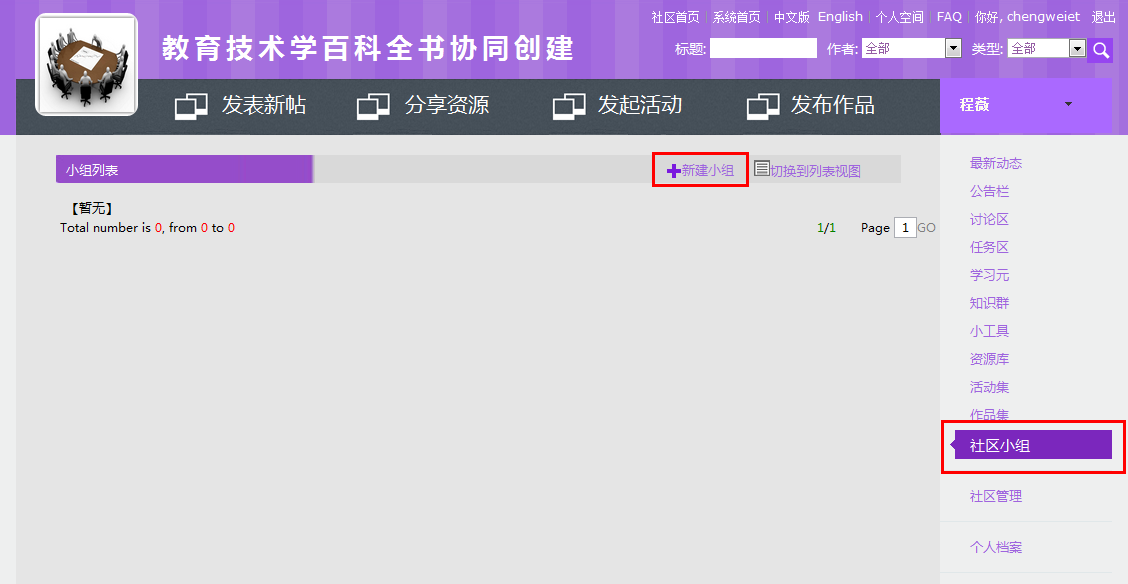 社区首页 系统首页 中文版 English 个人空间 FAQ 你好, chengweiet 退出
教育技术学百科全书协同创建
标题: 作者: 全部 类型: 全部
发表新帖 分享资源 发起活动 发布作品
程薇
小组列表
新建小组 切换到列表视图
【暂无】
Total number is 0, from 0 to 0
1/1 Page 1 GO
最新动态
公告栏
讨论区
任务区
学习元
知识群
小工具
资源库
活动集
作品集
社区小组
社区管理
个人档案